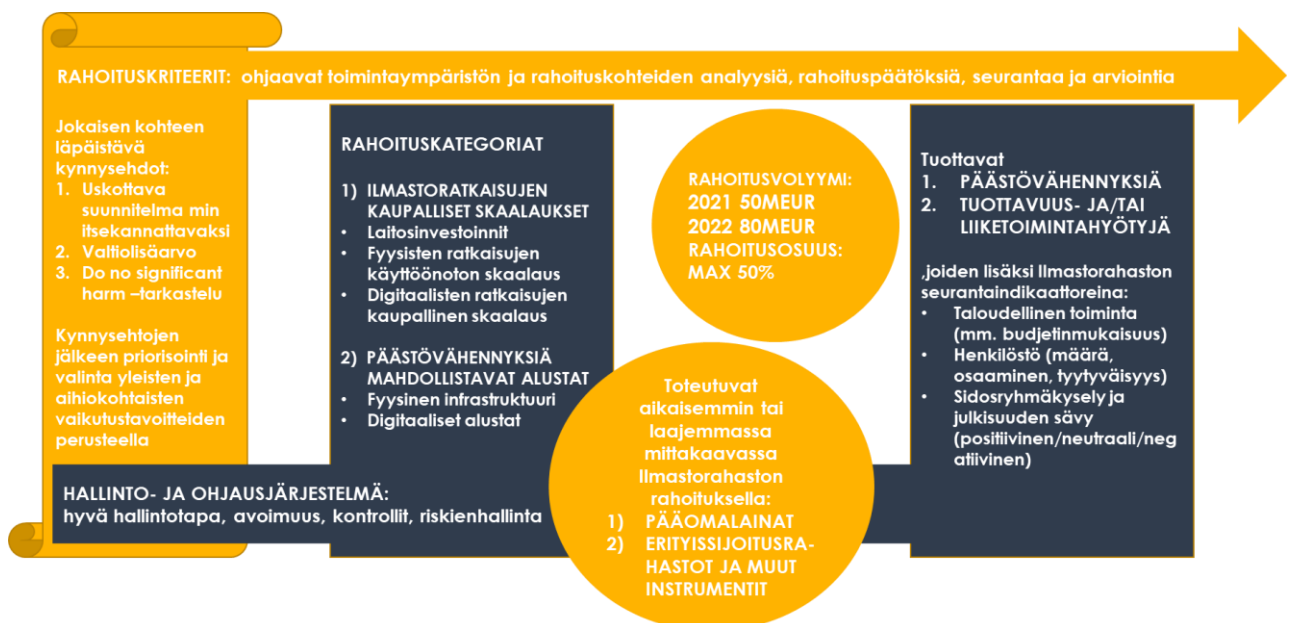 RAHOITUSKRITEERIT: ohjaavat toimintaympäristön ja rahoituskohteiden analyysiä, rahoituspäätöksiä, seurantaa ja arviointia
Jokaisen kohteen
läpäistävä
kynnysehdot:
1. Uskottava
suunnitelma min
itsekannattavaksi
2. Valtiolisäarvo
3. Do no significant
harm –tarkastelu
Kynnysehtojen
jälkeen priorisointi ja
valinta yleisten ja
aihiokohtaisten
vaikutustavoitteiden
perusteella
HALLINTO- JA OHJAUSJÄRJESTELMÄ:
hyvä hallintotapa, avoimuus, kontrollit, riskienhallinta
RAHOITUSKATEGORIAT
1) ILMASTORATKAISUJEN
KAUPALLISET SKAALAUKSET
• Laitosinvestoinnit
• Fyysisten ratkaisujen
käyttöönoton skaalaus
• Digitaalisten ratkaisujen
kaupallinen skaalaus
2) PÄÄSTÖVÄHENNYKSIÄ
MAHDOLLISTAVAT ALUSTAT
• Fyysinen infrastruktuuri
• Digitaaliset alustat
RAHOITUSVOLYYMI:
2021 50MEUR
2022 80MEUR
RAHOITUSOSUUS:
MAX 50%
Toteutuvat
aikaisemmin tai
laajemmassa
mittakaavassa
Ilmastorahaston
rahoituksella:
1) PÄÄOMALAINAT
2) ERITYISSIJOITUSRA-
HASTOT JA MUUT
INSTRUMENTIT
Tuottavat
1. PÄÄSTÖVÄHENNYKSIÄ
2. TUOTTAVUUS- JA/TAI
LIIKETOIMINTAHYÖTYJÄ
,joiden lisäksi Ilmastorahaston
seurantaindikaattoreina:
• Taloudellinen toiminta
(mm. budjetinmukaisuus)
• Henkilöstö (määrä,
osaaminen, tyytyväisyys)
• Sidosryhmäkysely ja
julkisuuden sävy
(positiivinen/neutraali/neg
atiivinen)